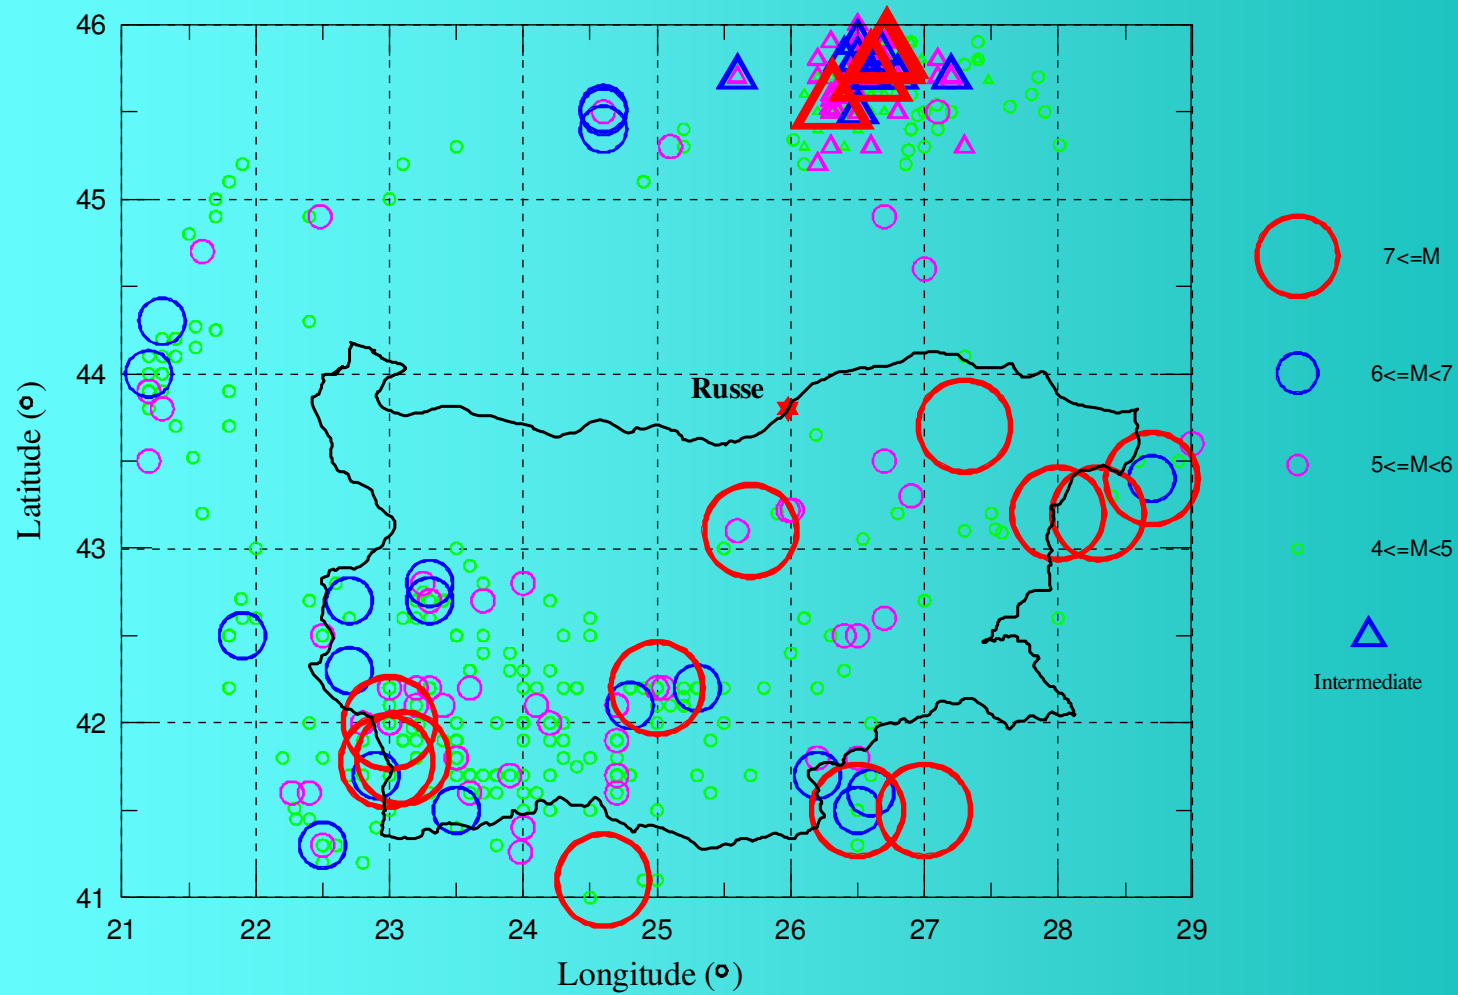 46
45
44
43
42
41
Latitude (°)
21 22 23 24 25 26 27 28 29
Longitude (°)
Russe
7<=M
6<=M<7
5<=M<6
4<=M<5
Intermediate